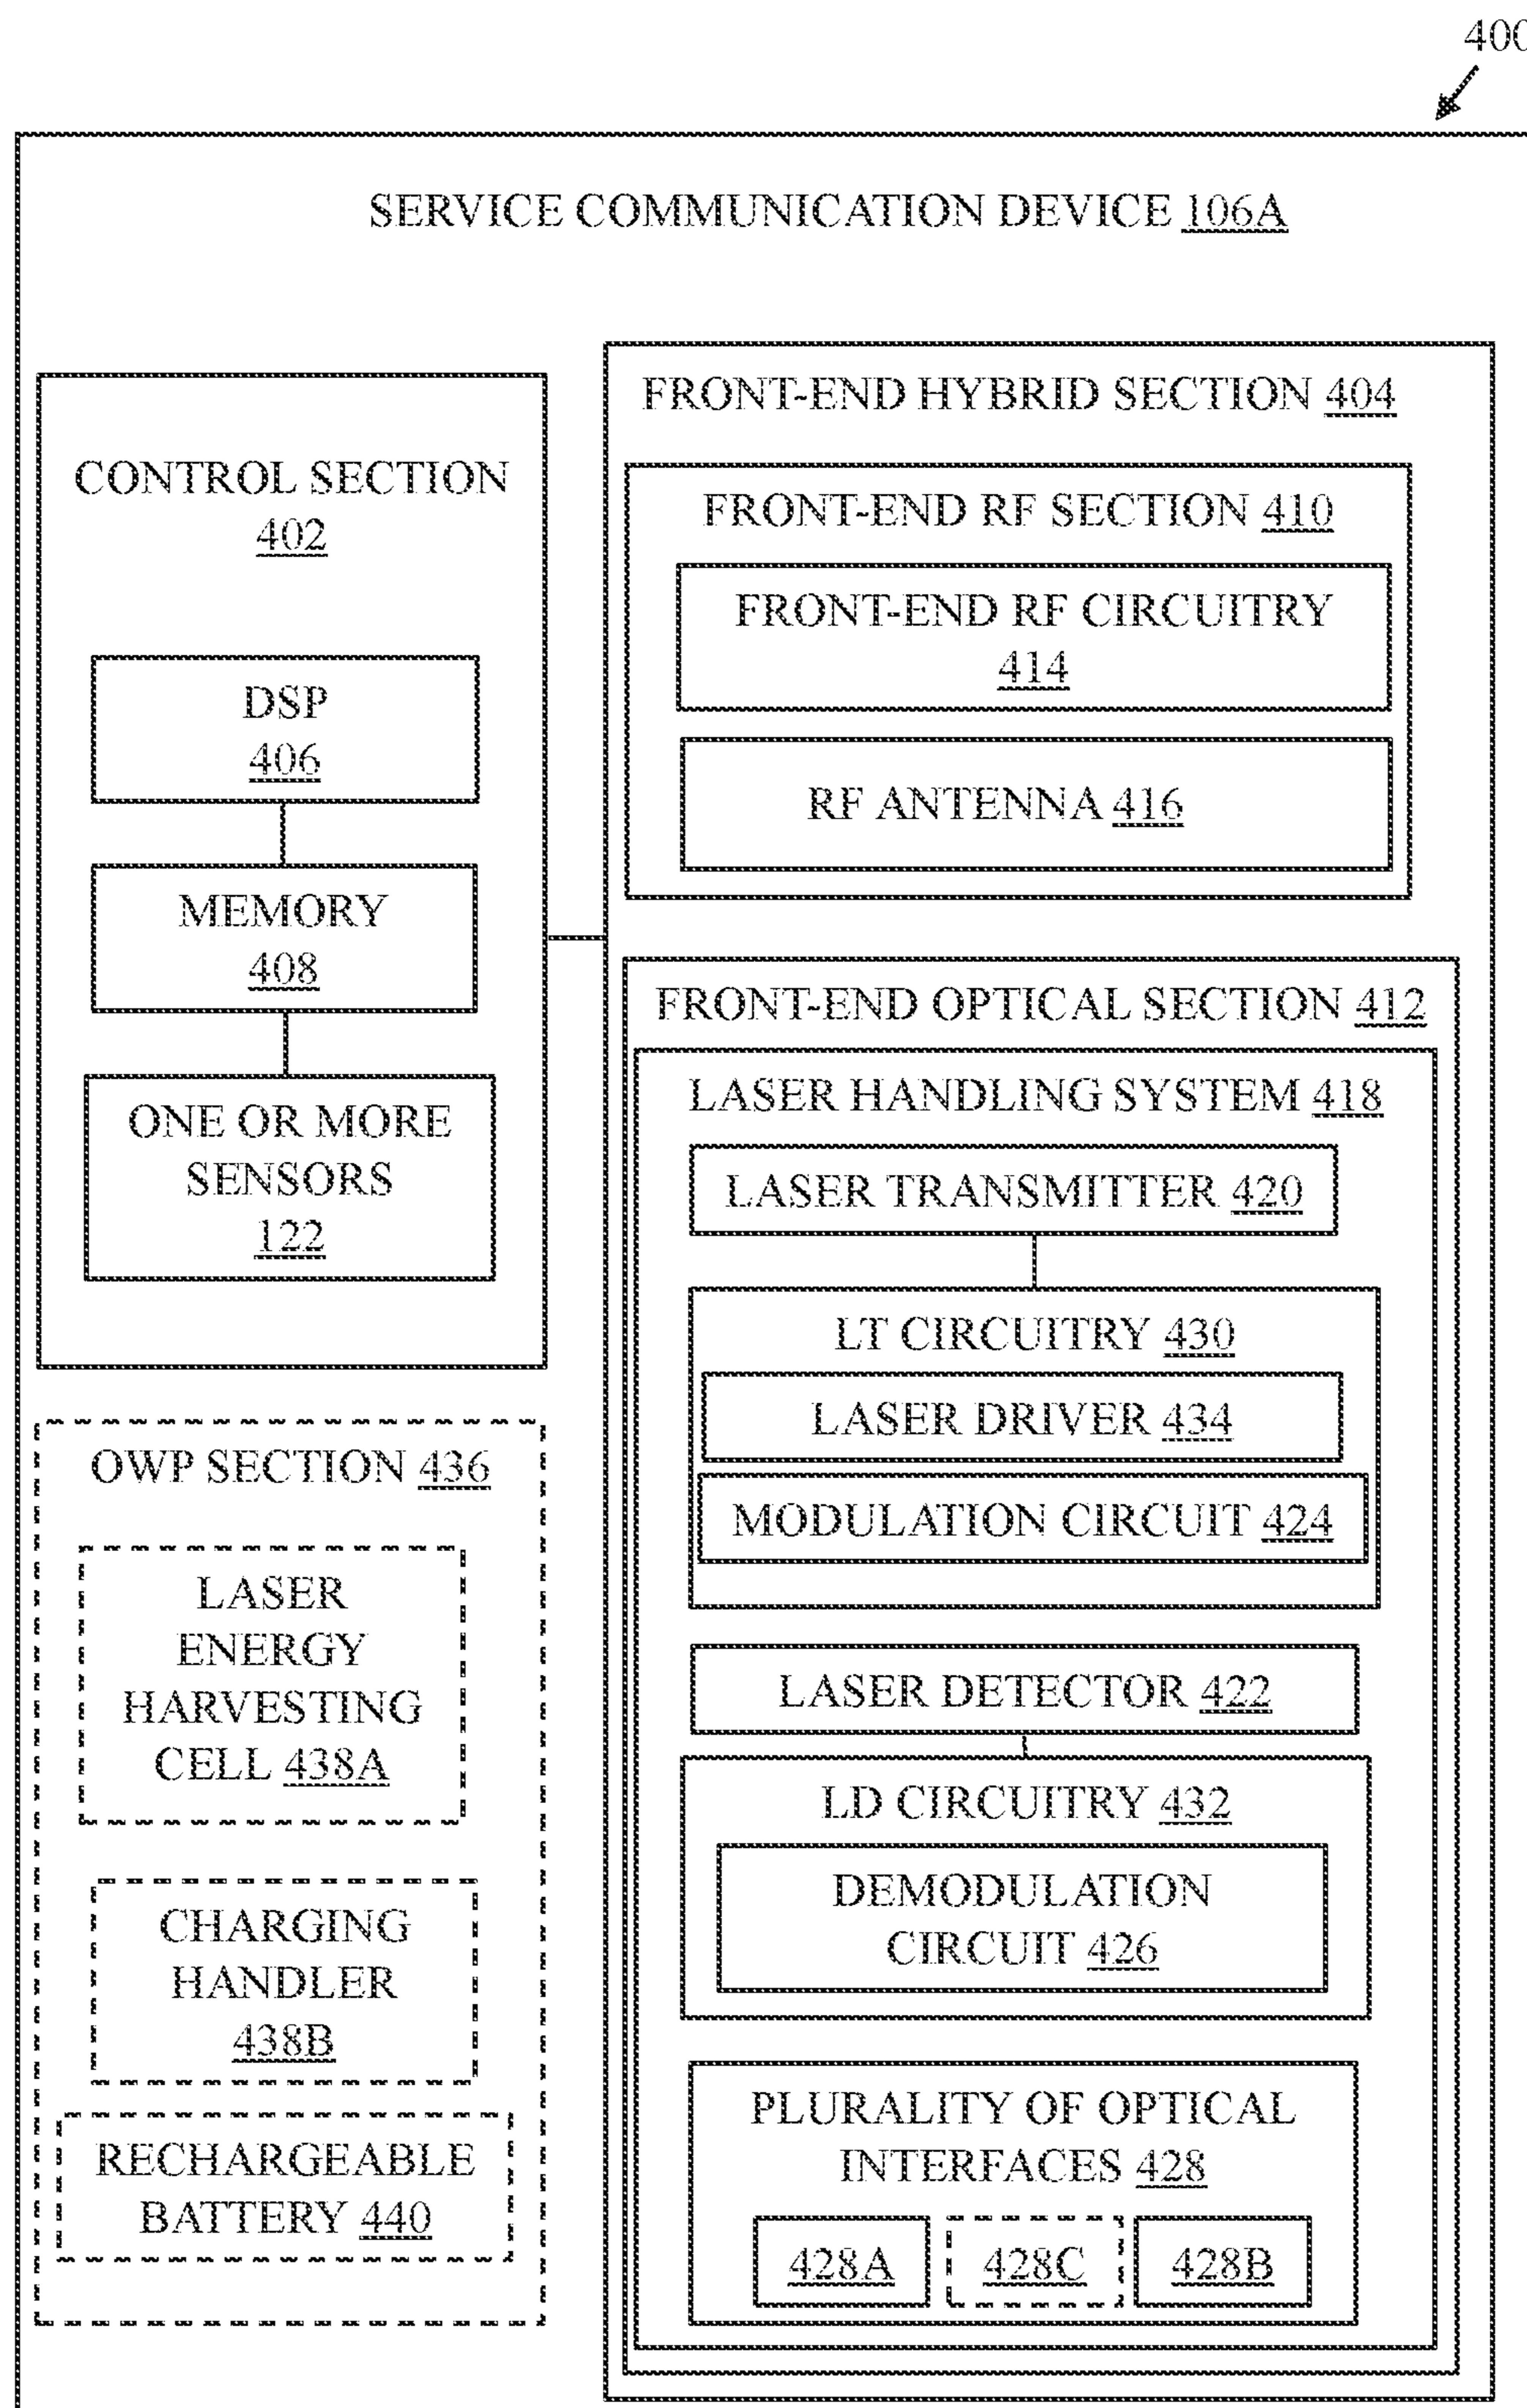 400
SERVICE COMMUNICATION DEVICE 106A
CONTROL SECTION
402
DSP
406
MEMORY
408
ONE OR MORE
SENSORS
122
OWP SECTION 436
LASER
ENERGY
HARVESTING
CELL 438A
CHARGING
HANDLER
438B
RECHARGEABLE
BATTERY 440
FRONT-END HYBRID SECTION 404
FRONT-END RF SECTION 410
FRONT-END RF CIRCUITRY
414
RF ANTENNA 416
FRONT-END OPTICAL SECTION 412
LASER HANDLING SYSTEM 418
LASER TRANSMITTER 420
LT CIRCUITRY 430
LASER DRIVER 434
MODULATION CIRCUIT 424
LASER DETECTOR 422
LD CIRCUITRY 432
DEMODULATION
CIRCUIT 426
PLURALITY OF OPTICAL
INTERFACES 428
428A 428C 428B